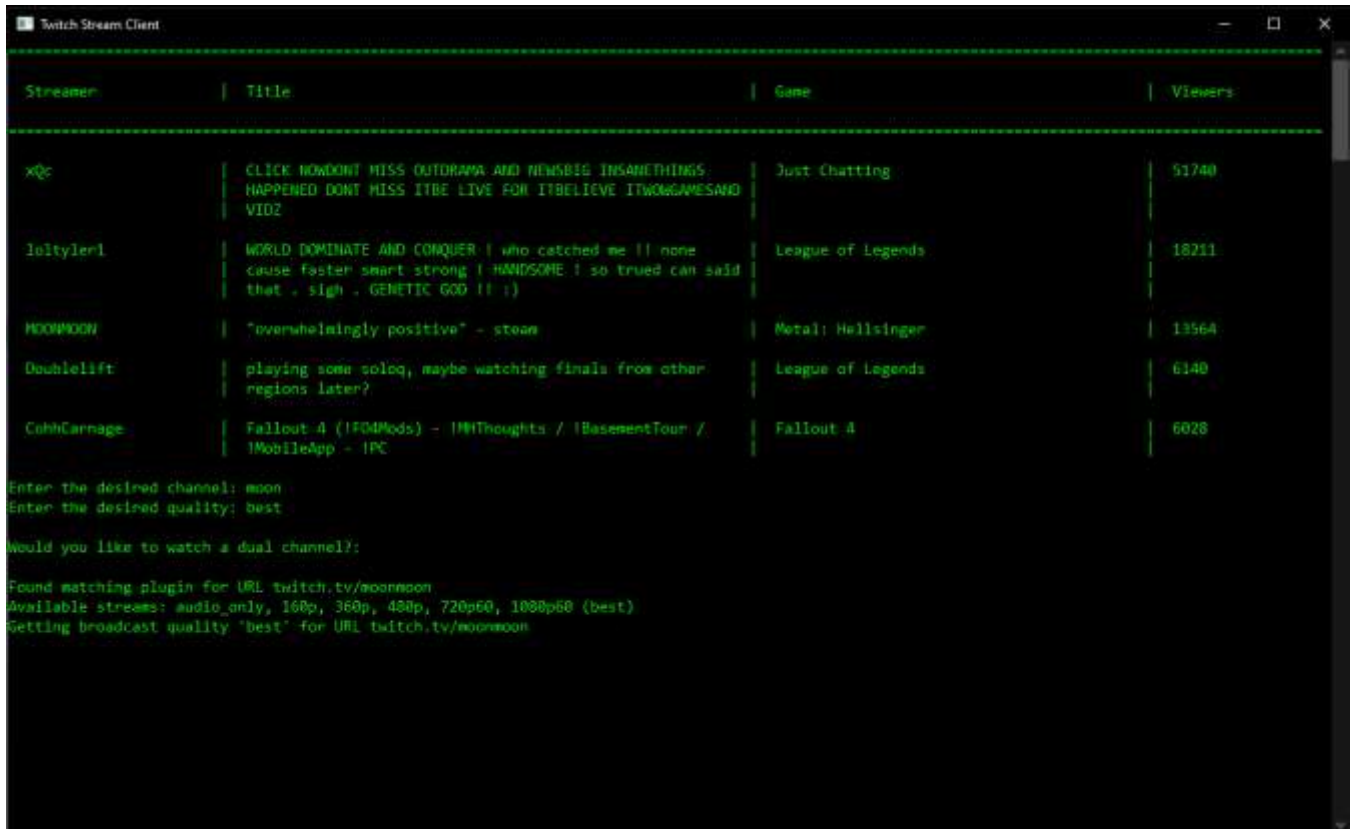 Twitch Stream Client
Streamer | Title | Game | Viewers
xQc | CLICK NOWDONT MISS OUTDRAMA AND NEWSBIG INSANETHINGS | Just Chatting | 51740
| HAPPENED DONT MISS ITBE LIVE FOR ITBELIEVE ITWOWGAMESAND | |
| VIDZ | |
loltyler1 | WORLD DOMINATE AND CONQUER ! who catched me !! none | League of Legends | 18211
| cause faster smart strong ! HANDSOME ! so trued can said | |
| that . sigh . GENETIC GOD !! :) | |
MOONMOON | "overwhelmingly positive" - steam | Metal: Hellsinger | 13564
Doublelift | playing some soloq, maybe watching finals from other | League of Legends | 6140
| regions later? | |
CohhCarnage | Fallout 4 (!FO4Mods) - !MHThoughts / !BasementTour / | Fallout 4 | 6028
| !MobileApp - !PC | |
Enter the desired channel: moon
Enter the desired quality: best
Would you like to watch a dual channel?:
Found matching plugin for URL twitch.tv/moonmoon
Available streams: audio_only, 160p, 360p, 480p, 720p60, 1080p60 (best)
Getting broadcast quality 'best' for URL twitch.tv/moonmoon